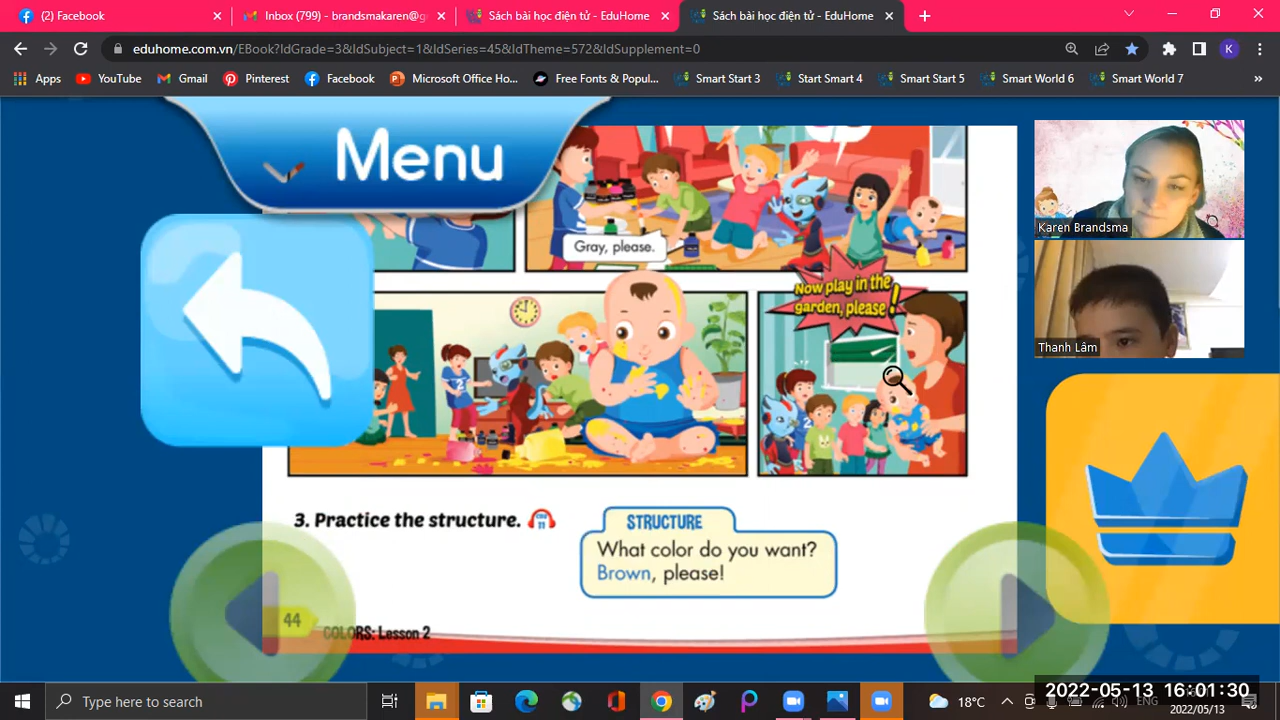 (2) Facebook
Inbox (799) - brandsmakaren@g
Sách bài học điện tử - EduHome
Sách bài học điện tử - EduHome
eduhome.com.vn/EBook?IdGrade=3&IdSubject=1&IdSeries=45&IdTheme=572&IdSupplement=0
K
Apps
YouTube
Gmail
Pinterest
Facebook
Microsoft Office Ho...
Free Fonts & Popul...
Smart Start 3
Start Smart 4
Smart Start 5
Smart World 6
Smart World 7
»
Menu
Gray, please.
Now play in the
garden, please!
2
2
3. Practice the structure.
CD2
11
STRUCTURE
What color do you want?
Brown, please!
44
COLORS: Lesson 2
Karen Brandsma
Thanh Lâm
Type here to search
18°C
ENG
2022-05-13 16:01:30
2022/05/13